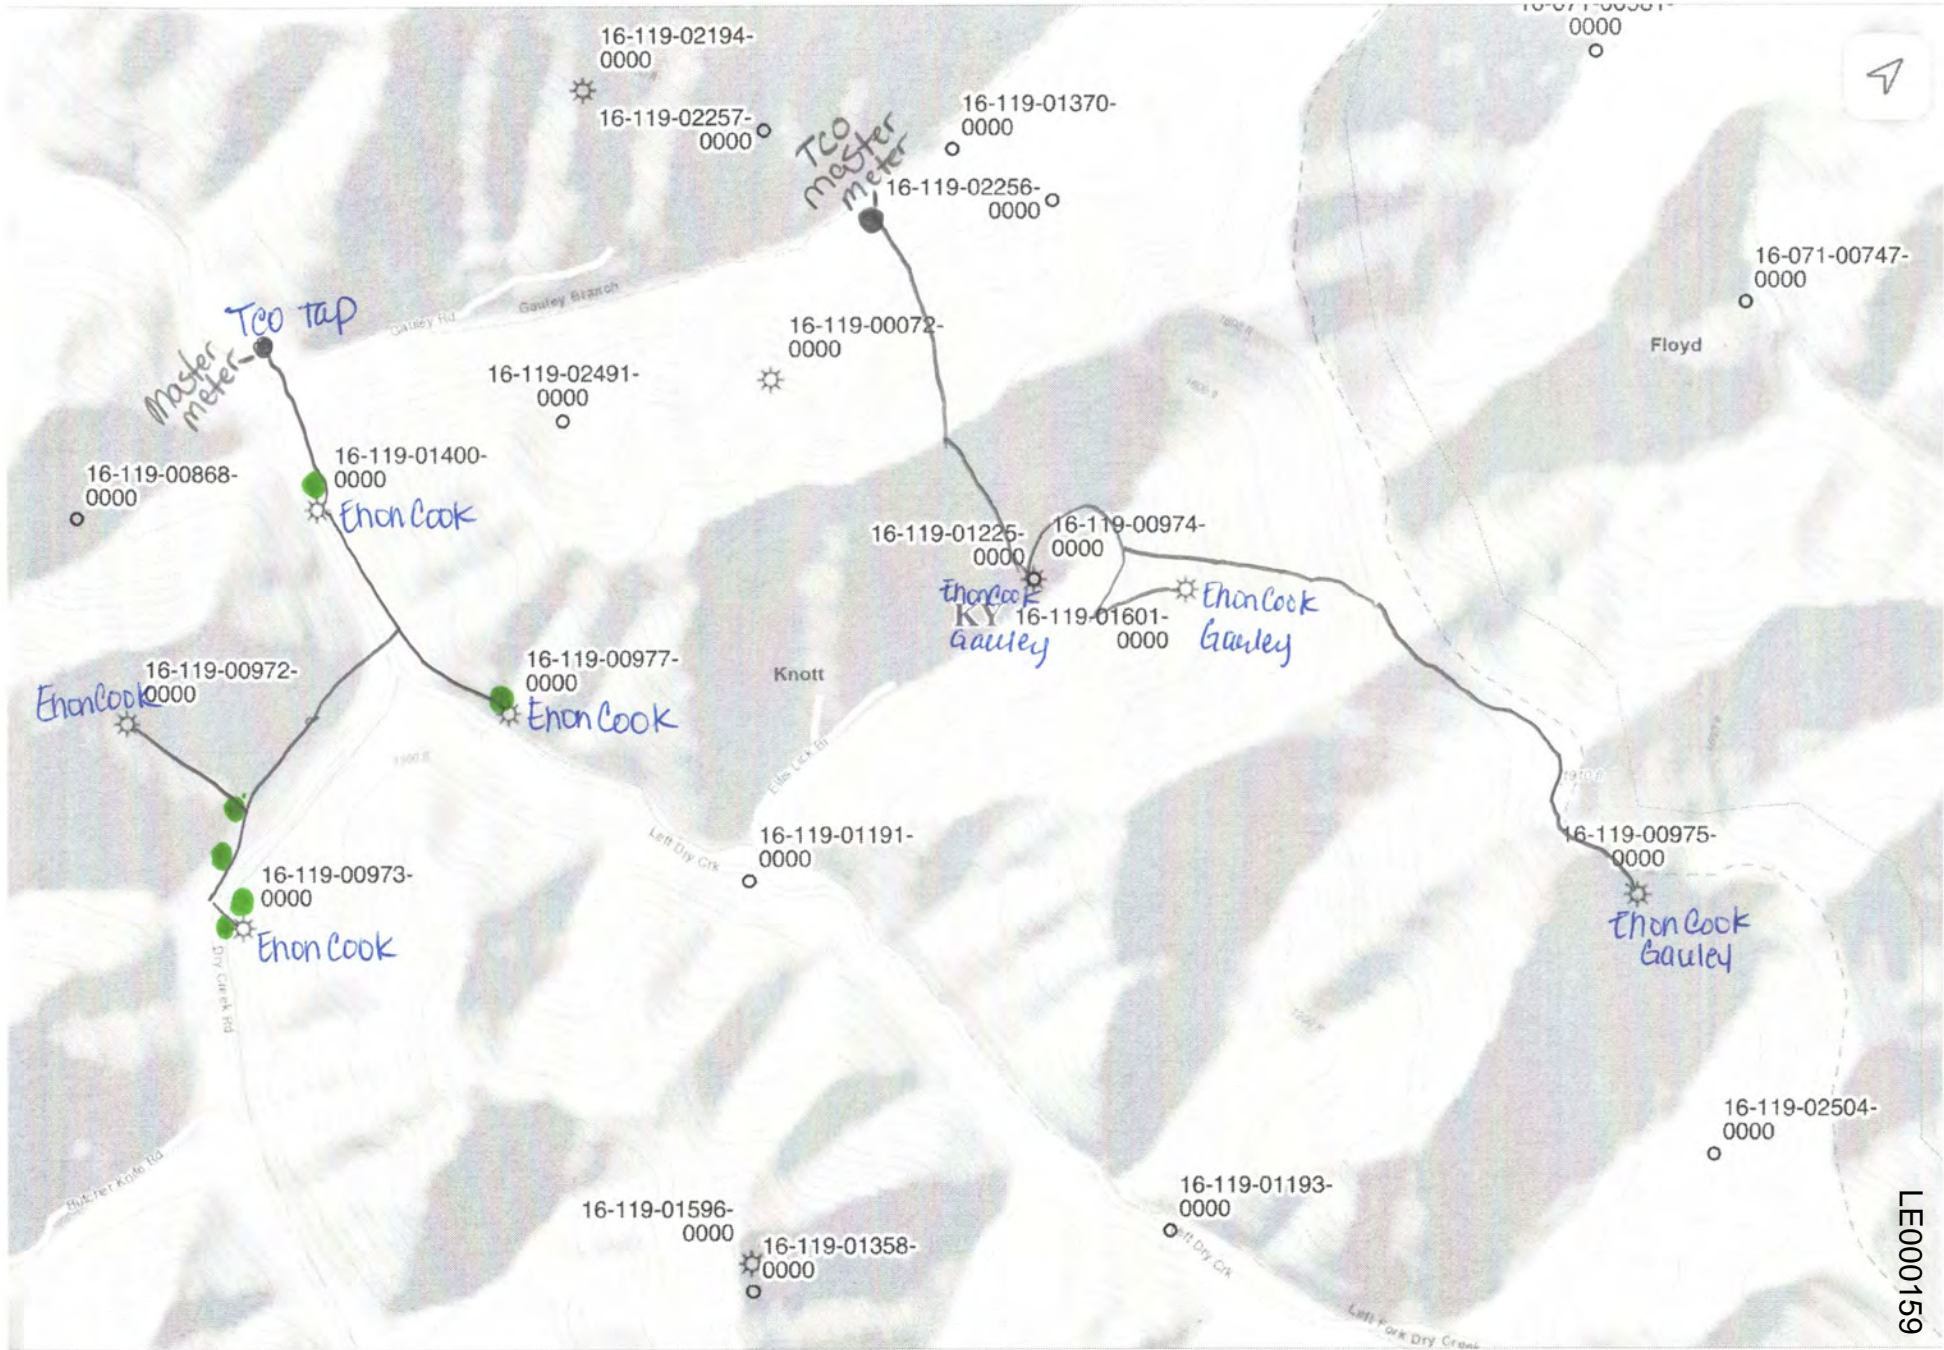 16-119-02194-
0000
16-119-02257-
0000
0000
16-119-01370-
0000
TCO
master
meter
16-119-02256-
0000
16-071-00747-
0000
Floyd
TCO Tap
Master
meter
Gauley Rd
Gauley Branch
16-119-00072-
0000
16-119-02491-
0000
1600 ft
16-119-00868-
0000
16-119-01400-
0000
Enon Cook
16-119-01225-
0000
16-119-00974-
0000
Enon Cook
KY
Gauley
16-119-01601-
0000
Enon Cook
Gauley
16-119-00972-
0000
Enon Cook
16-119-00977-
0000
Enon Cook
Knott
Left Dry Crk
16-119-01191-
0000
16-119-00975-
0000
Enon Cook
Gauley
16-119-00973-
0000
Enon Cook
Dry Creek Rd
Butcher Knife Rd
16-119-02504-
0000
16-119-01193-
0000
Left Dry Crk
16-119-01596-
0000
16-119-01358-
0000
Left Fork Dry Creek
LE000159